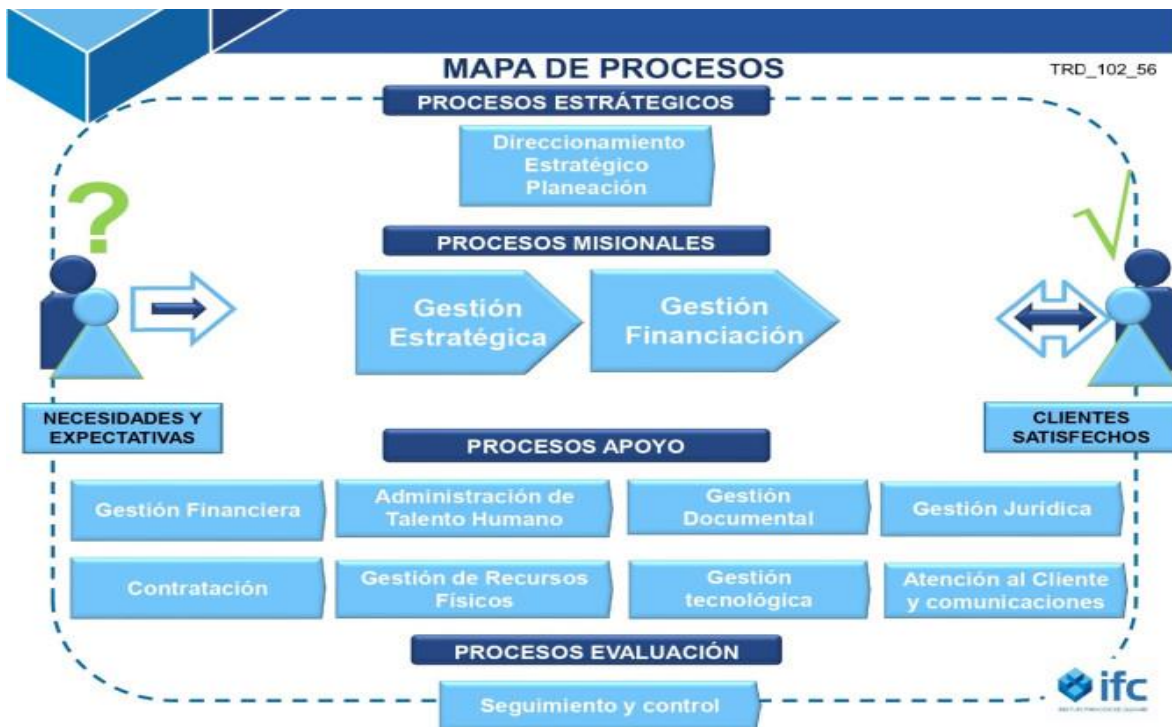 MAPA DE PROCESOS
TRD_102_56
PROCESOS ESTRÁTEGICOS
Direccionamiento
Estratégico
Planeación
?
PROCESOS MISIONALES
Gestión
Estratégica
Gestión
Financiación
NECESIDADES Y
EXPECTATIVAS
CLIENTES
SATISFECHOS
PROCESOS APOYO
Gestión Financiera
Administración de
Talento Humano
Gestión
Documental
Gestión Jurídica
Contratación
Gestión de Recursos
Físicos
Gestión
tecnológica
Atención al Cliente
y comunicaciones
PROCESOS EVALUACIÓN
Seguimiento y control
ifc